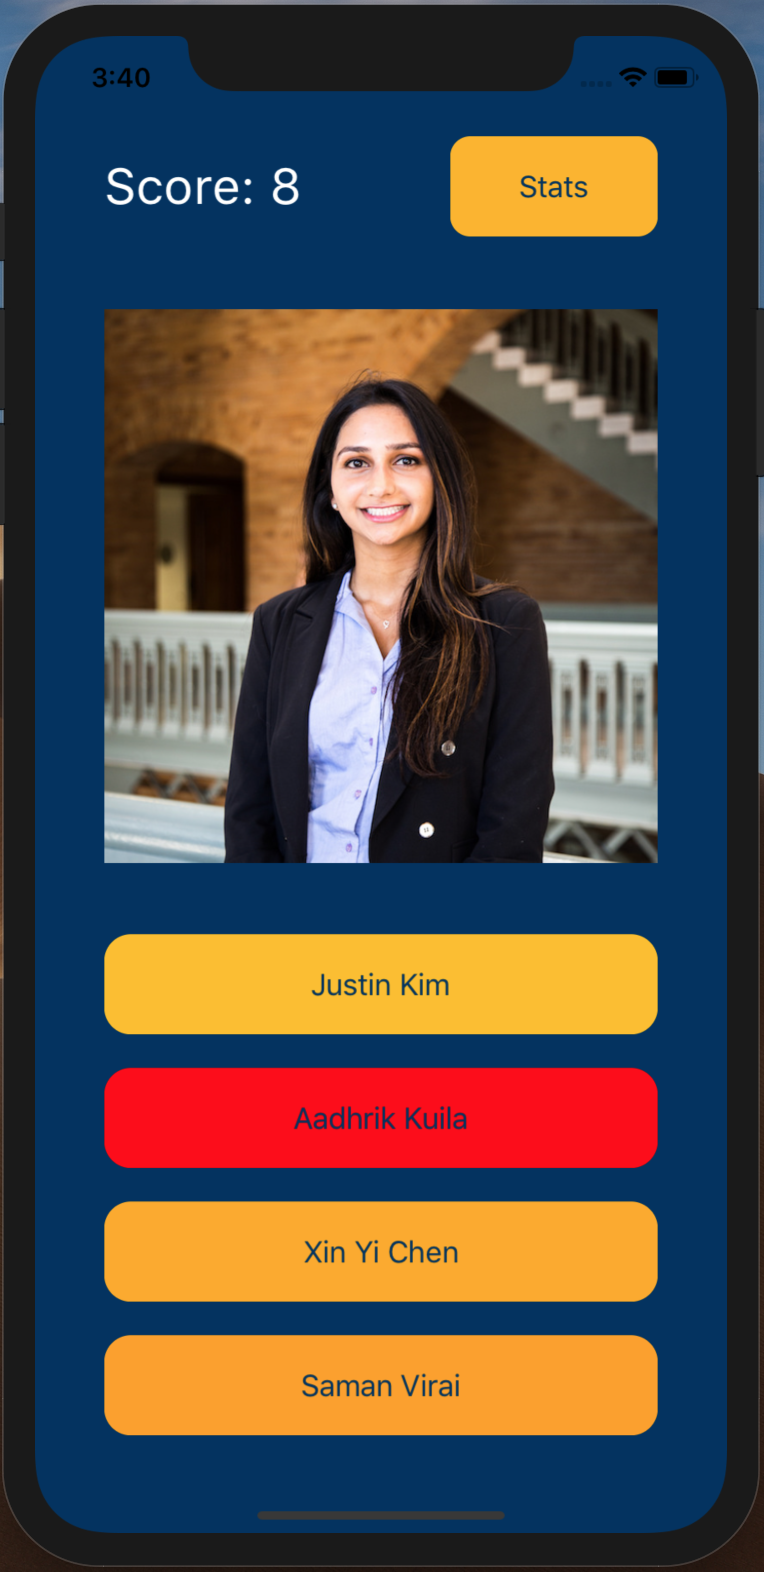 3:40
Score: 8
Stats
Justin Kim
Aadhrik Kuila
Xin Yi Chen
Saman Virai